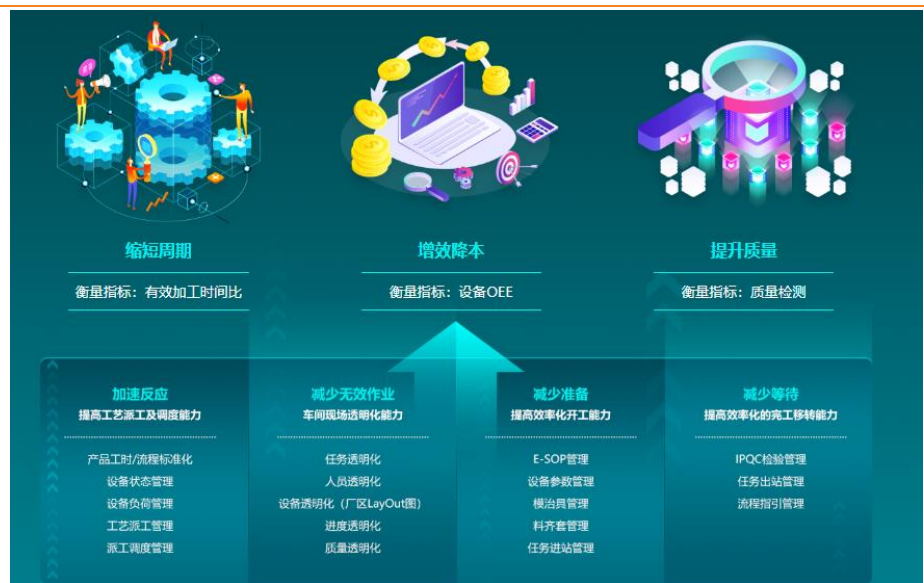 缩短周期
衡量指标：有效加工时间比
增效降本
衡量指标：设备OEE
提升质量
衡量指标：质量检测
加速反应
提高工艺派工及调度能力
产品工时/流程标准化
设备状态管理
设备负荷管理
工艺派工管理
派工调度管理
减少无效作业
车间现场透明化能力
任务透明化
人员透明化
设备透明化（厂区LayOut图）
进度透明化
质量透明化
减少准备
提高效率化开工能力
E-SOP管理
设备参数管理
模治具管理
料齐套管理
任务进站管理
减少等待
提高效率化的完工移转能力
IPQC检验管理
任务出站管理
流程指引管理